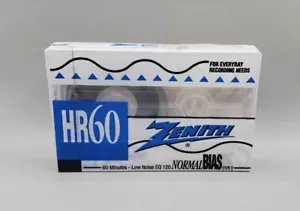 FOR EVERYDAY
RECORDING NEEDS
HR60
ZENITH
®
60 Minutes - Low Noise EQ 120
NORMAL BIAS